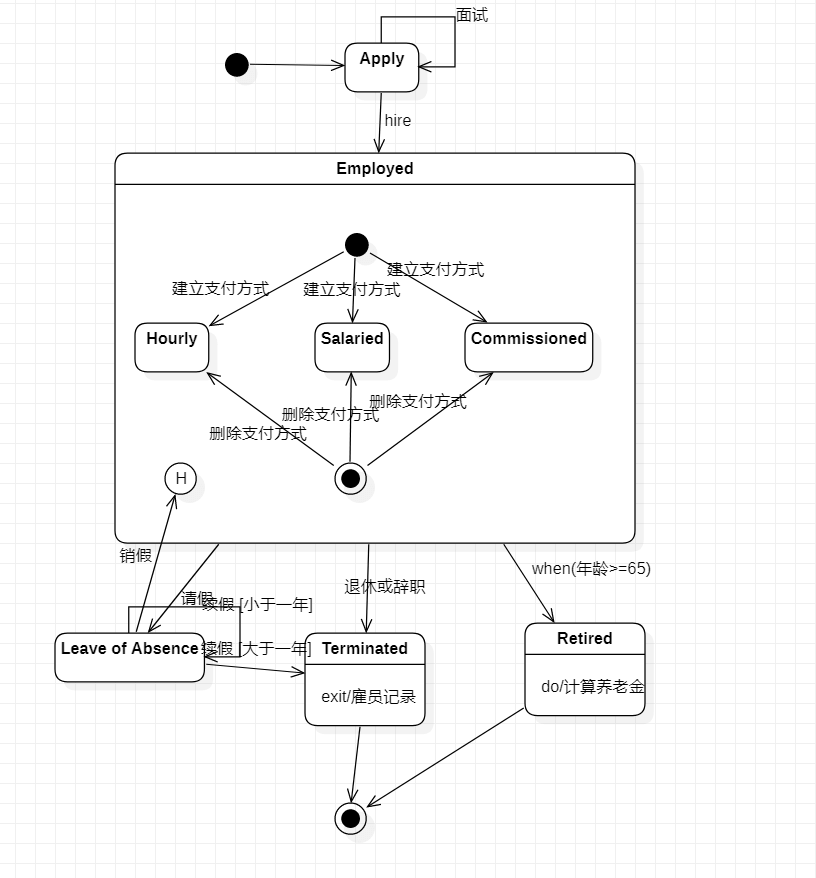 面试
Apply
hire
Employed
建立支付方式
建立支付方式
建立支付方式
Hourly
Salaried
Commissioned
删除支付方式
删除支付方式
删除支付方式
H
销假
退休或辞职
when(年龄>=65)
请假
续假 [小于一年]
Leave of Absence
续假 [大于一年]
Terminated
Retired
exit/雇员记录
do/计算养老金